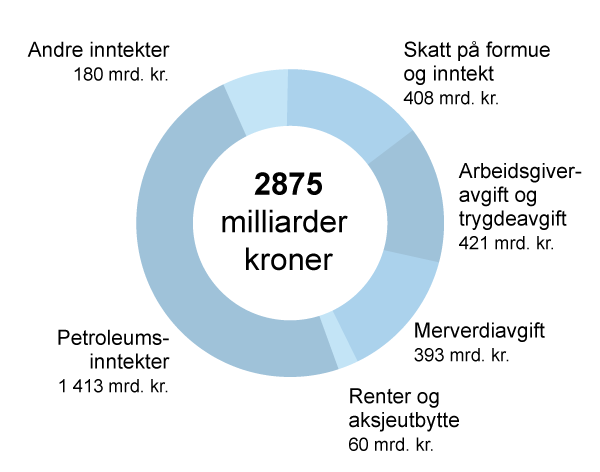 Andre inntekter
180 mrd. kr.
Skatt på formue
og inntekt
408 mrd. kr.
Arbeidsgiver-
avgift og
trygdeavgift
421 mrd. kr.
2875
milliarder
kroner
Merverdiavgift
393 mrd. kr.
Petroleums-
inntekter
1 413 mrd. kr.
Renter og
aksjeutbytte
60 mrd. kr.